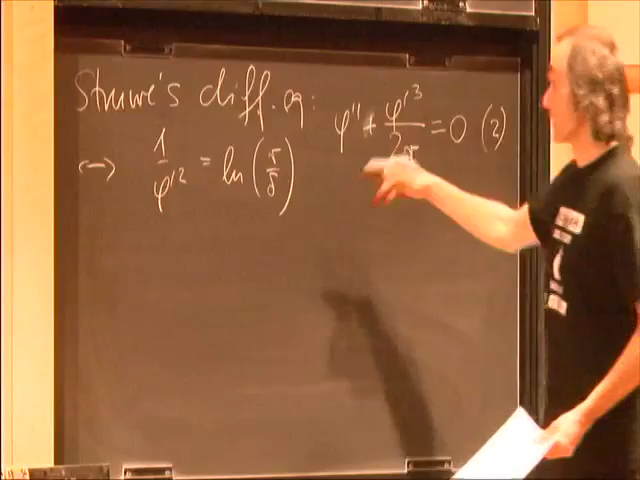 Struwe's diff. eq: φ'' + φ'³/2r = 0 (2)
↔ 1/φ'² = ln(r/δ)